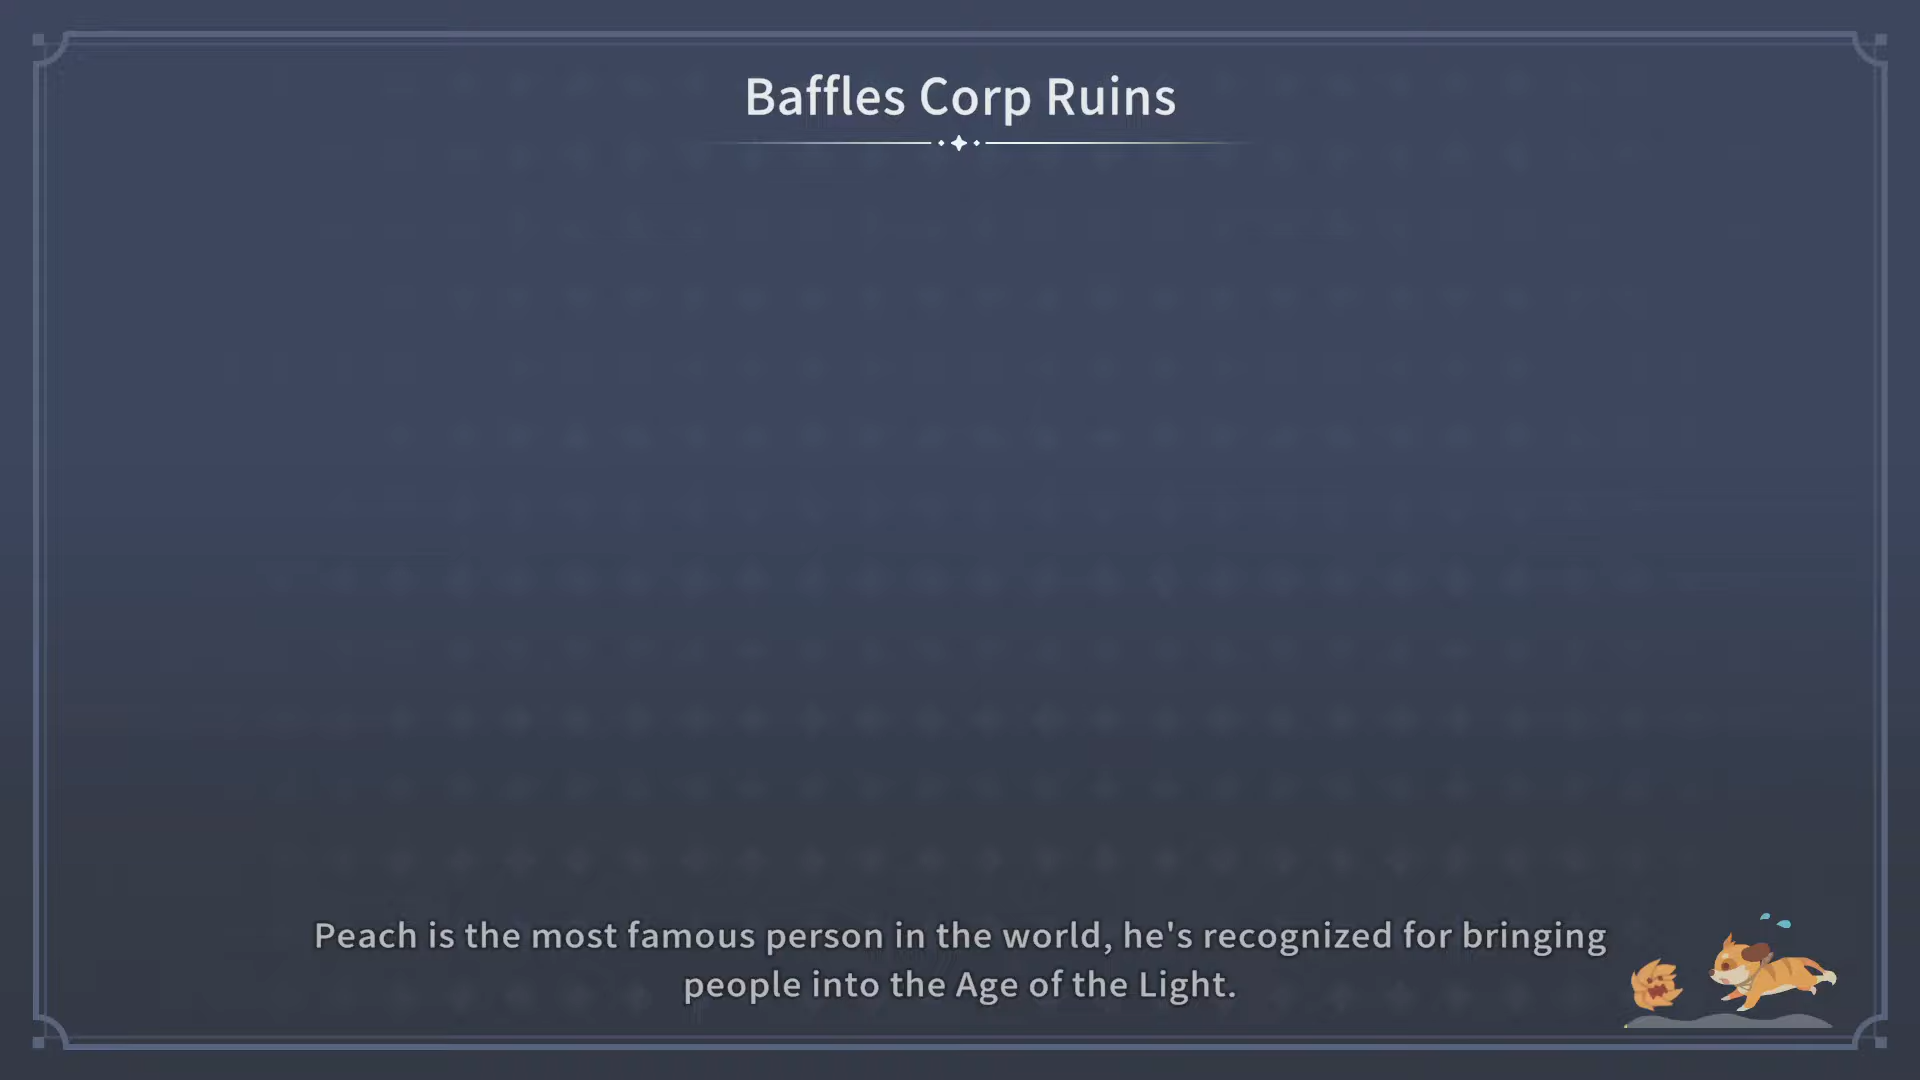 Baffles Corp Ruins
Peach is the most famous person in the world, he's recognized for bringing
people into the Age of the Light.